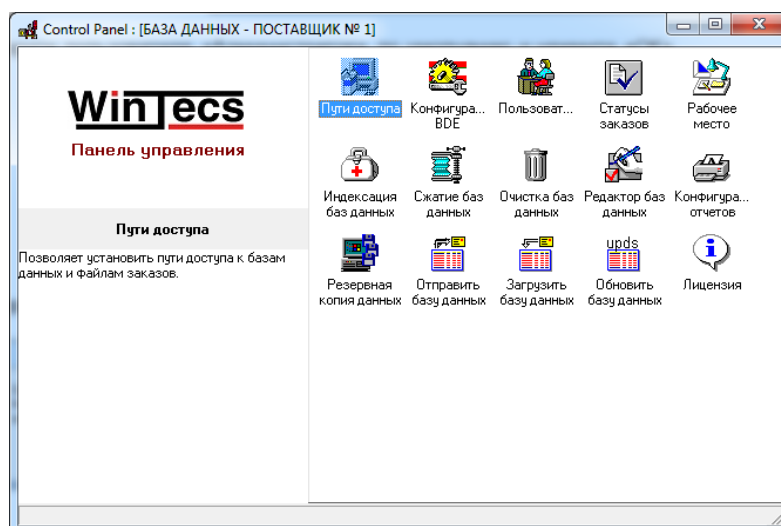 Control Panel : [БАЗА ДАННЫХ - ПОСТАВЩИК № 1]
WinTecs
Панель управления
Пути доступа
Позволяет установить пути доступа к базам
данных и файлам заказов.
Пути доступа
Конфигура...
BDE
Пользоват...
Статусы
заказов
Рабочее
место
Индексация
баз данных
Сжатие баз
данных
Очистка баз
данных
Редактор баз
данных
Конфигура...
отчетов
Резервная
копия данных
Отправить
базу данных
Загрузить
базу данных
upds
Обновить
базу данных
Лицензия